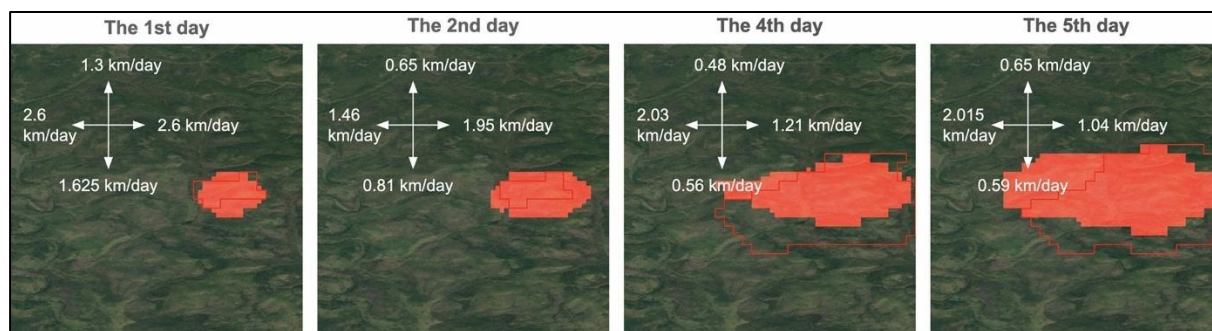 The 1st day
1.3 km/day
2.6
km/day
2.6 km/day
1.625 km/day
The 2nd day
0.65 km/day
1.46
km/day
1.95 km/day
0.81 km/day
The 4th day
0.48 km/day
2.03
km/day
1.21 km/day
0.56 km/day
The 5th day
0.65 km/day
2.015
km/day
1.04 km/day
0.59 km/day